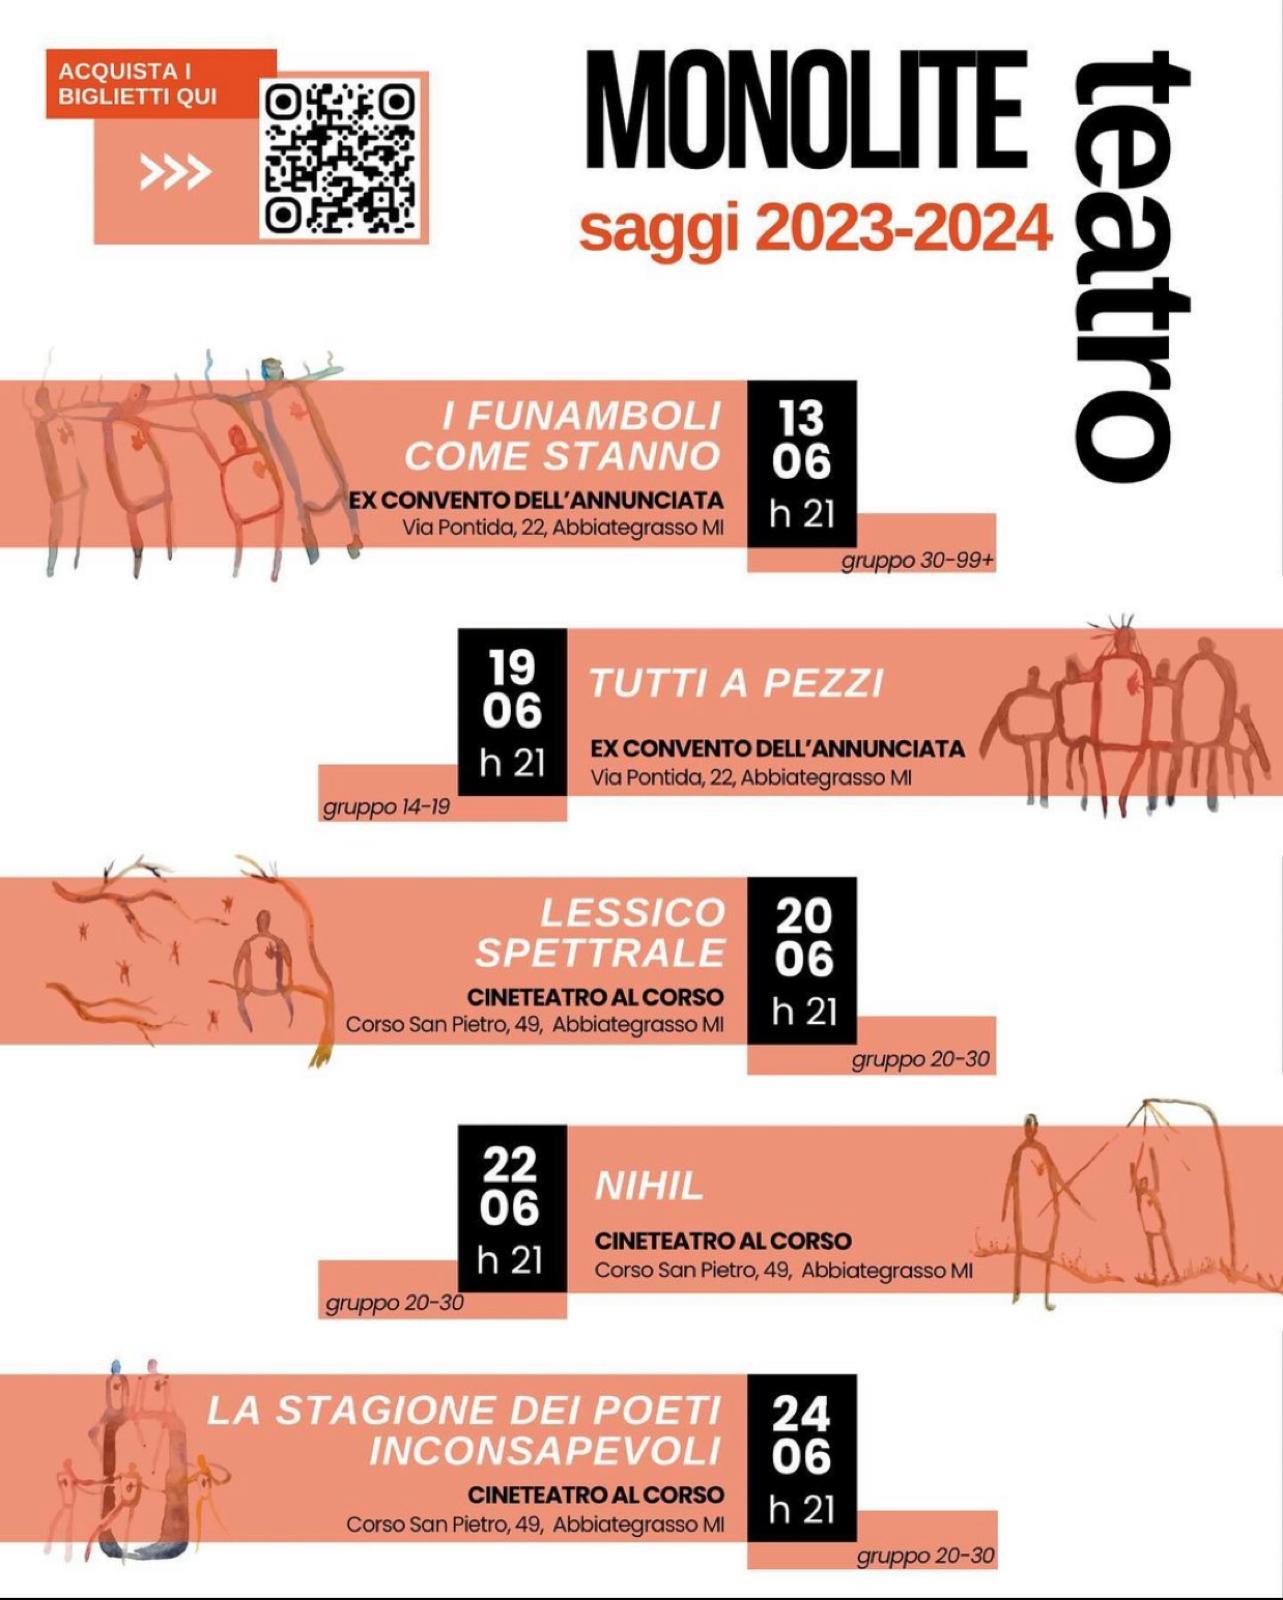 ACQUISTA I
BIGLIETTI QUI
>>>
MONOLITE
teatro
saggi 2023-2024
I FUNAMBOLI
COME STANNO
EX CONVENTO DELL'ANNUNCIATA
Via Pontida, 22, Abbiategrasso MI
13
06
h 21
gruppo 30-99+
19
06
h 21
TUTTI A PEZZI
EX CONVENTO DELL'ANNUNCIATA
Via Pontida, 22, Abbiategrasso MI
gruppo 14-19
LESSICO
SPETTRALE
CINETEATRO AL CORSO
Corso San Pietro, 49, Abbiategrasso MI
20
06
h 21
gruppo 20-30
22
06
h 21
NIHIL
CINETEATRO AL CORSO
Corso San Pietro, 49, Abbiategrasso MI
gruppo 20-30
LA STAGIONE DEI POETI
INCONSAPEVOLI
CINETEATRO AL CORSO
Corso San Pietro, 49, Abbiategrasso MI
24
06
h 21
gruppo 20-30